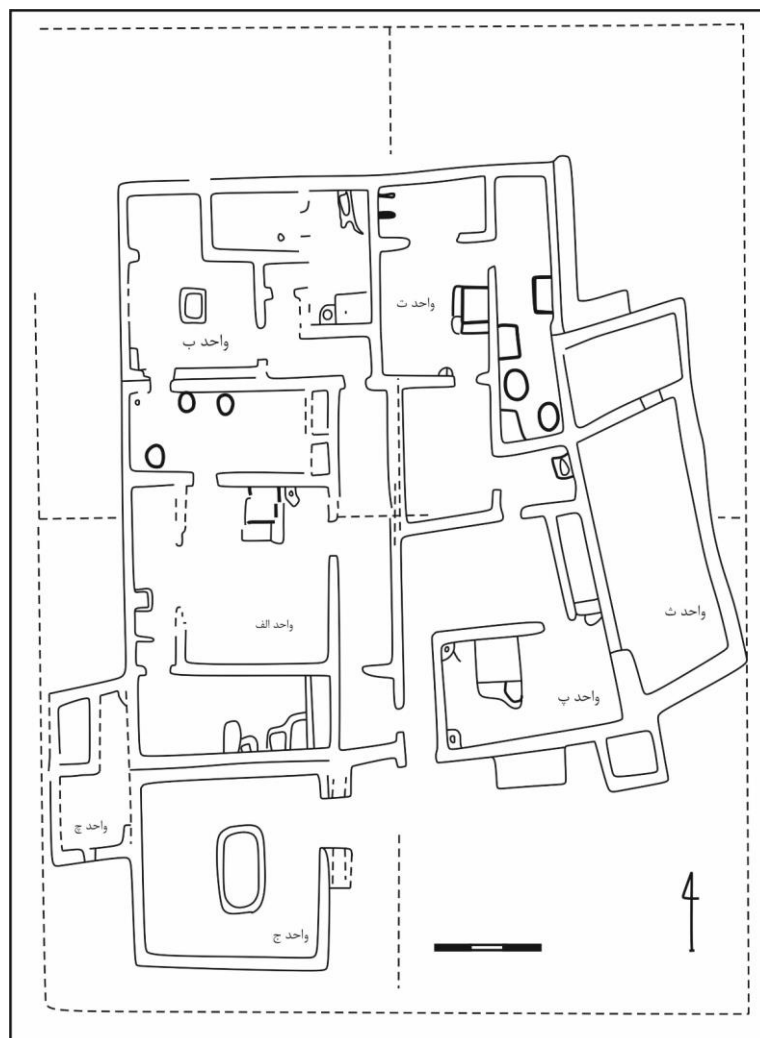 واحد ت
واحد ب
واحد ث
واحد الف
واحد پ
واحد چ
واحد ج